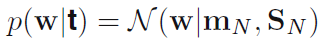 p(w|t) = 𝒩(w|m_N, S_N)